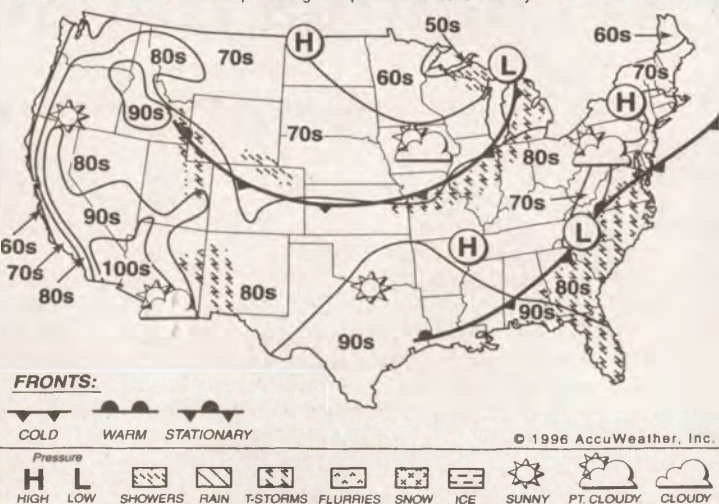 50s
60s
80s
70s
H
60s
L
70s
H
90s
70s
80s
80s
70s
90s
H
L
60s
100s
80s
80s
70s
90s
80s
90s
FRONTS:
COLD WARM STATIONARY
© 1996 AccuWeather, Inc.
Pressure
H L
HIGH LOW SHOWERS RAIN T-STORMS FLURRIES SNOW ICE SUNNY PT. CLOUDY CLOUDY